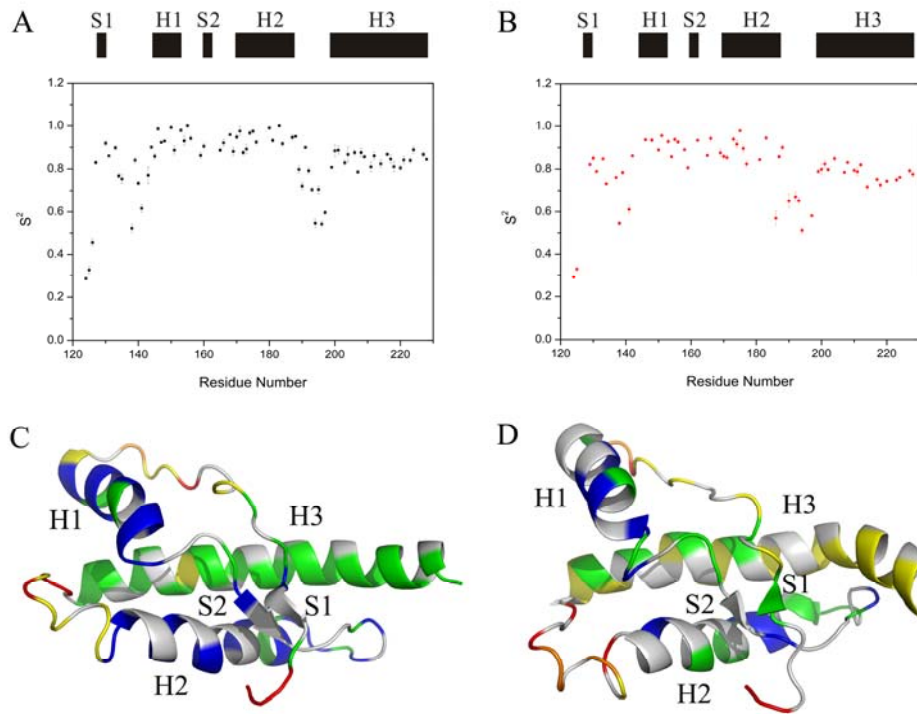 A
S1
H1
S2
H2
H3
1.2
1.0
0.8
0.6
0.4
0.2
0.0
S²
120
140
160
180
200
220
Residue Number
B
S1
H1
S2
H2
H3
1.2
1.0
0.8
0.6
0.4
0.2
0.0
S²
120
140
160
180
200
220
Residue Number
C
H1
H3
S2
S1
H2
D
H1
H3
S1
S2
H2